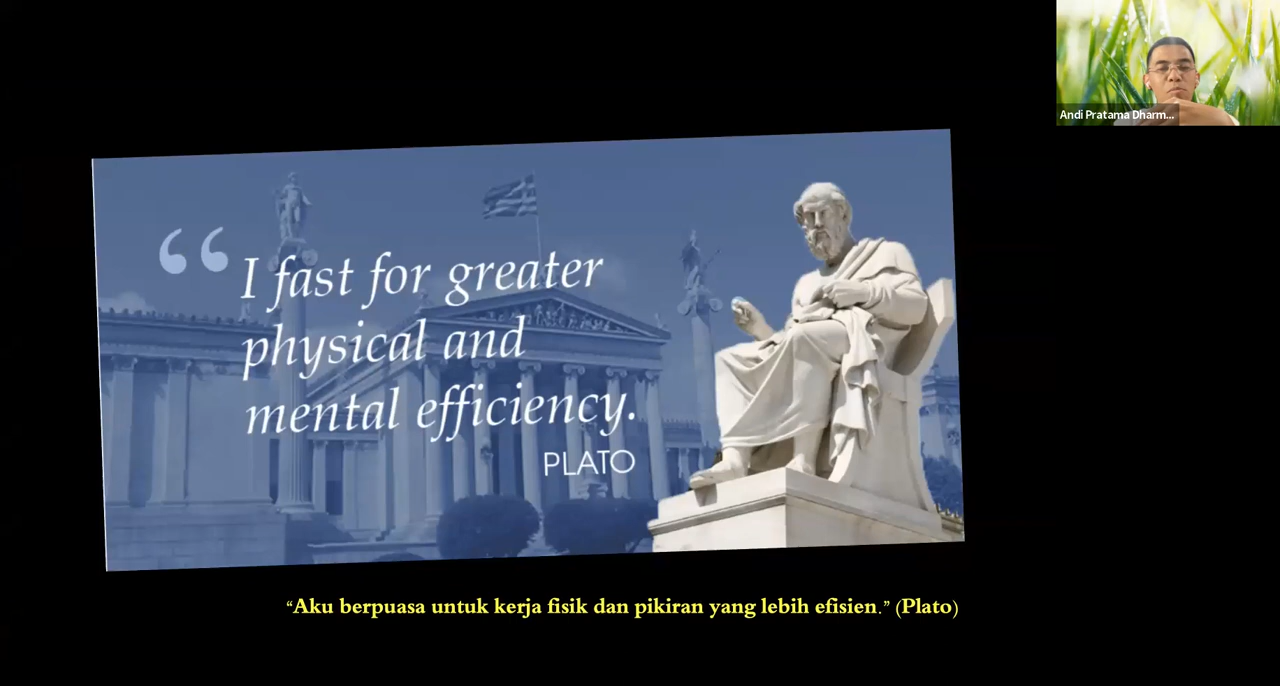 Andi Pratama Dharm...
“
I fast for greater
physical and
mental efficiency.
PLATO
“Aku berpuasa untuk kerja fisik dan pikiran yang lebih efisien.” (Plato)